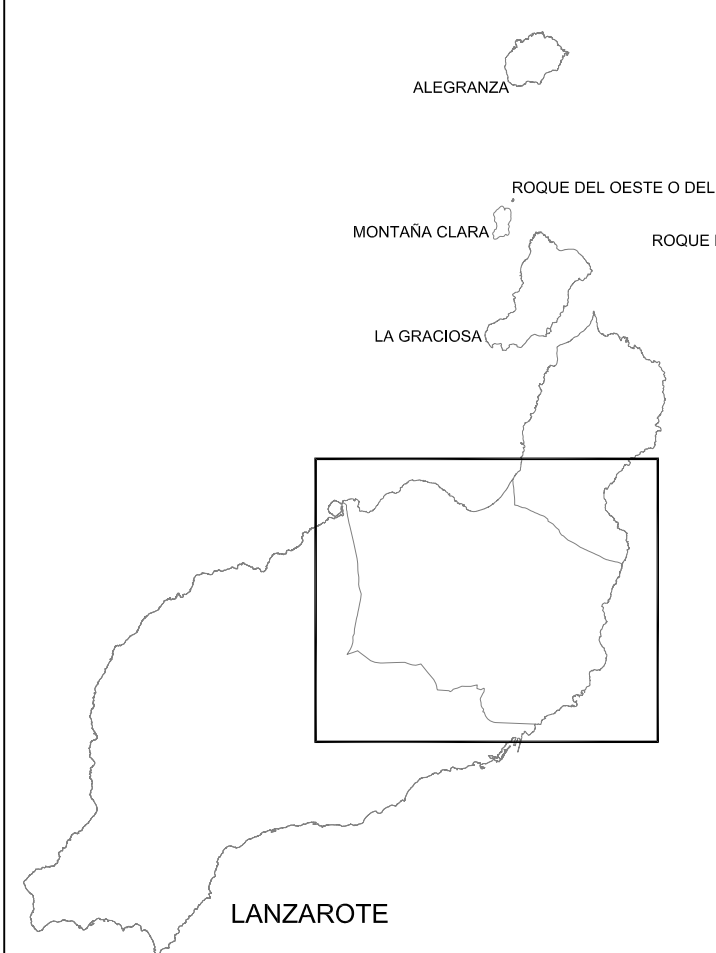 ALEGRANZA
ROQUE DEL OESTE O DEL
MONTAÑA CLARA
ROQUE
LA GRACIOSA
LANZAROTE